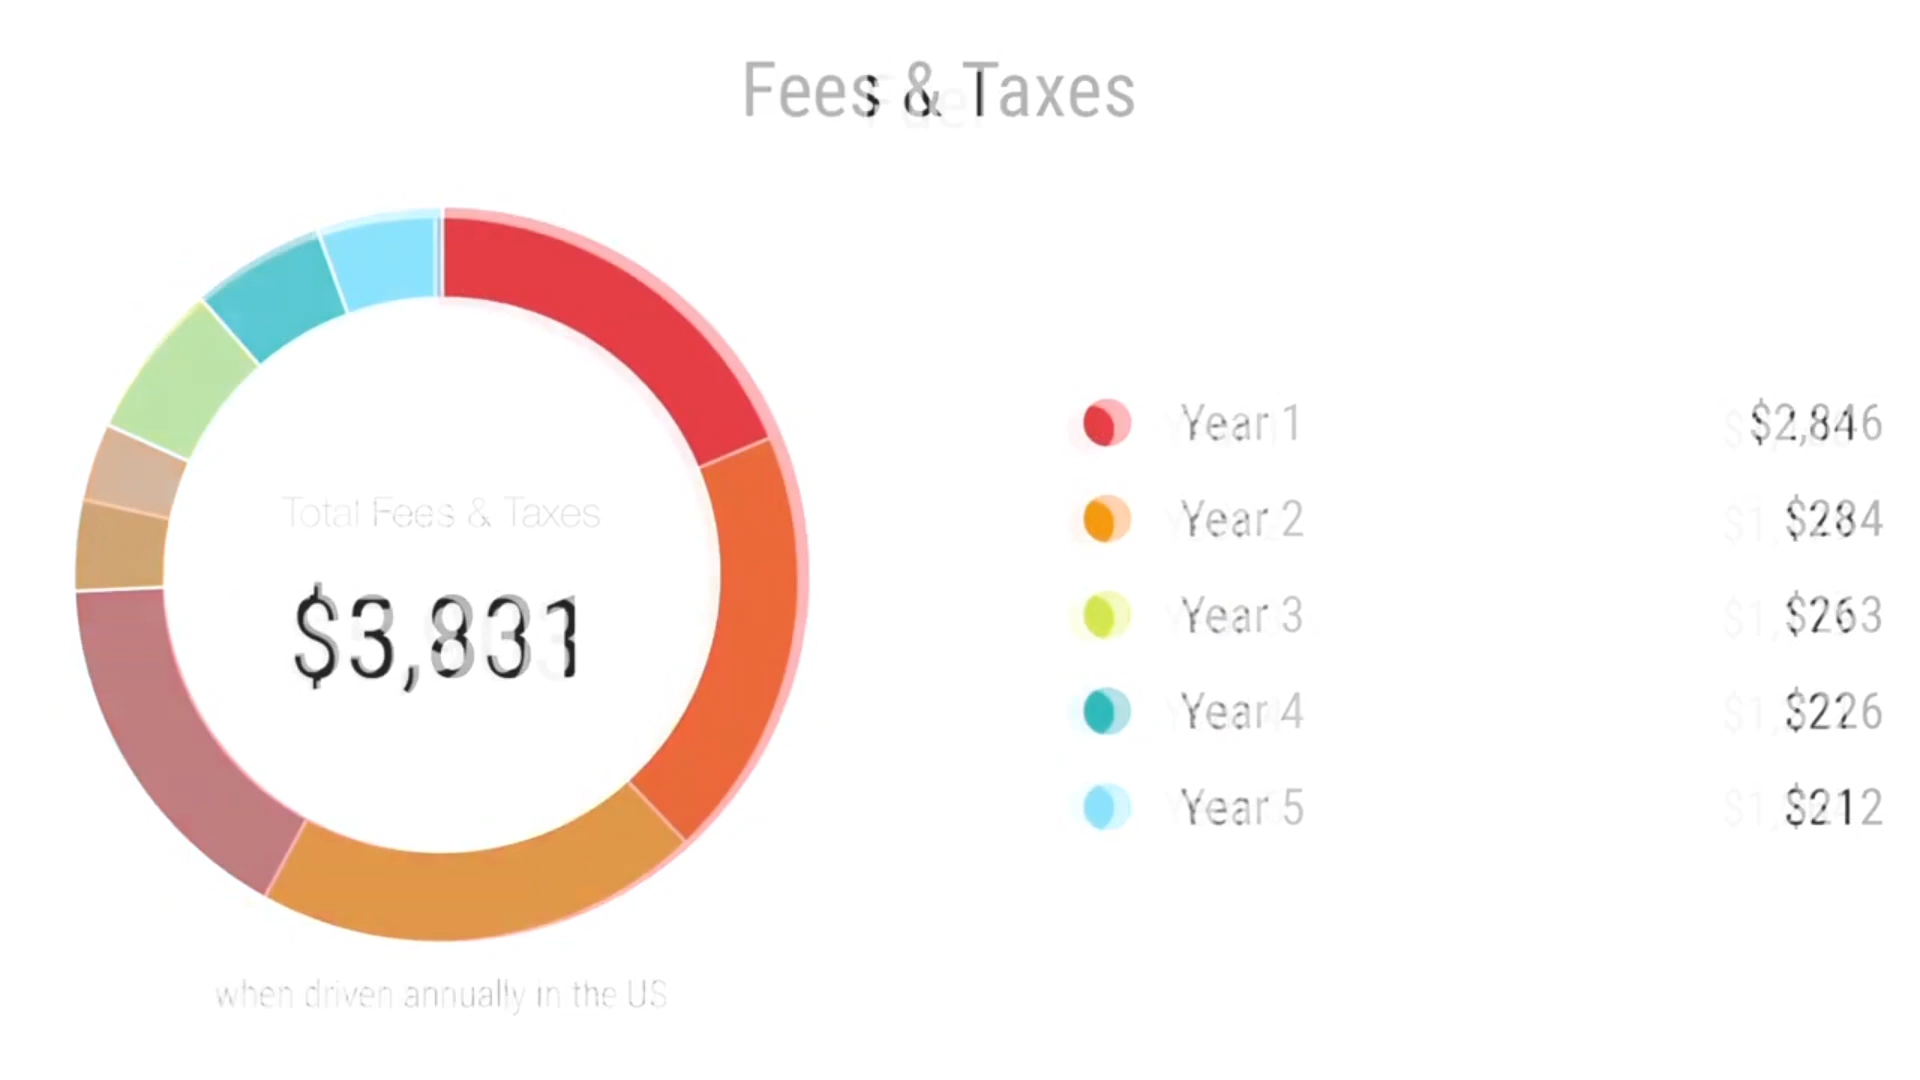 Fees & Taxes
Total Fees & Taxes
$3,831
when driven annually in the US
Year 1 $2,846
Year 2 $284
Year 3 $263
Year 4 $226
Year 5 $212